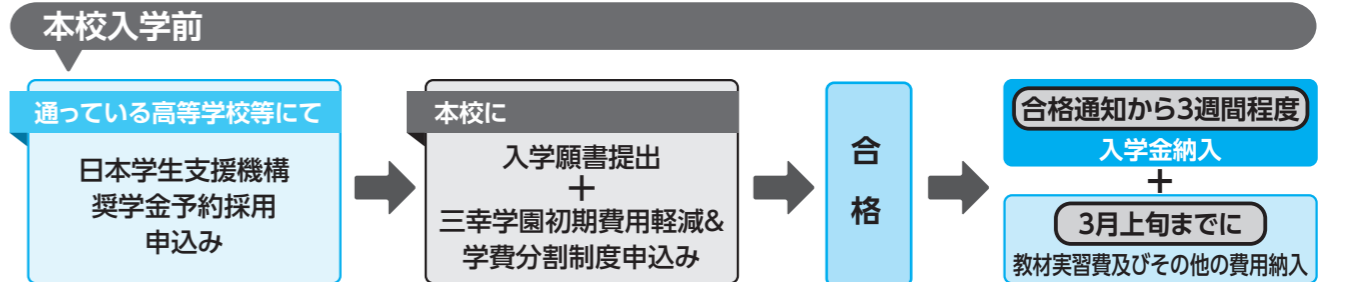 本校入学前
通っている高等学校等にて
日本学生支援機構
奨学金予約採用
申込み
本校に
入学願書提出
＋
三幸学園初期費用軽減&
学費分割制度申込み
合
格
合格通知から3週間程度
入学金納入
＋
3月上旬までに
教材実習費及びその他の費用納入